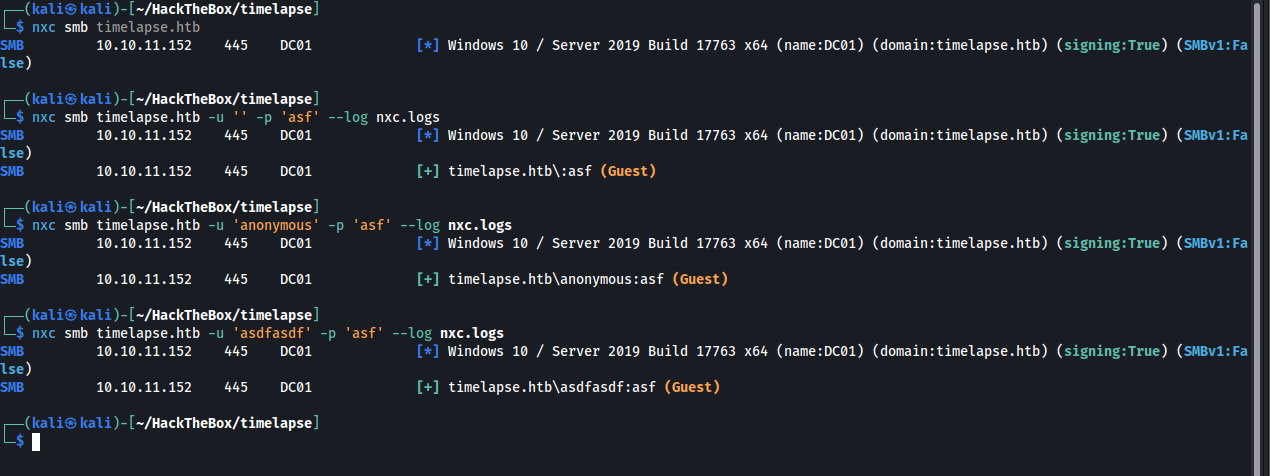 ┌──(kali㉿kali)-[~/HackTheBox/timelapse]
└─$ nxc smb timelapse.htb
SMB         10.10.11.152    445    DC01             [*] Windows 10 / Server 2019 Build 17763 x64 (name:DC01) (domain:timelapse.htb) (signing:True) (SMBv1:Fa
lse)
┌──(kali㉿kali)-[~/HackTheBox/timelapse]
└─$ nxc smb timelapse.htb -u '' -p 'asf' --log nxc.logs
SMB         10.10.11.152    445    DC01             [*] Windows 10 / Server 2019 Build 17763 x64 (name:DC01) (domain:timelapse.htb) (signing:True) (SMBv1:Fa
lse)
SMB         10.10.11.152    445    DC01             [+] timelapse.htb\:asf (Guest)
┌──(kali㉿kali)-[~/HackTheBox/timelapse]
└─$ nxc smb timelapse.htb -u 'anonymous' -p 'asf' --log nxc.logs
SMB         10.10.11.152    445    DC01             [*] Windows 10 / Server 2019 Build 17763 x64 (name:DC01) (domain:timelapse.htb) (signing:True) (SMBv1:Fa
lse)
SMB         10.10.11.152    445    DC01             [+] timelapse.htb\anonymous:asf (Guest)
┌──(kali㉿kali)-[~/HackTheBox/timelapse]
└─$ nxc smb timelapse.htb -u 'asdfasdf' -p 'asf' --log nxc.logs
SMB         10.10.11.152    445    DC01             [*] Windows 10 / Server 2019 Build 17763 x64 (name:DC01) (domain:timelapse.htb) (signing:True) (SMBv1:Fa
lse)
SMB         10.10.11.152    445    DC01             [+] timelapse.htb\asdfasdf:asf (Guest)
┌──(kali㉿kali)-[~/HackTheBox/timelapse]
└─$